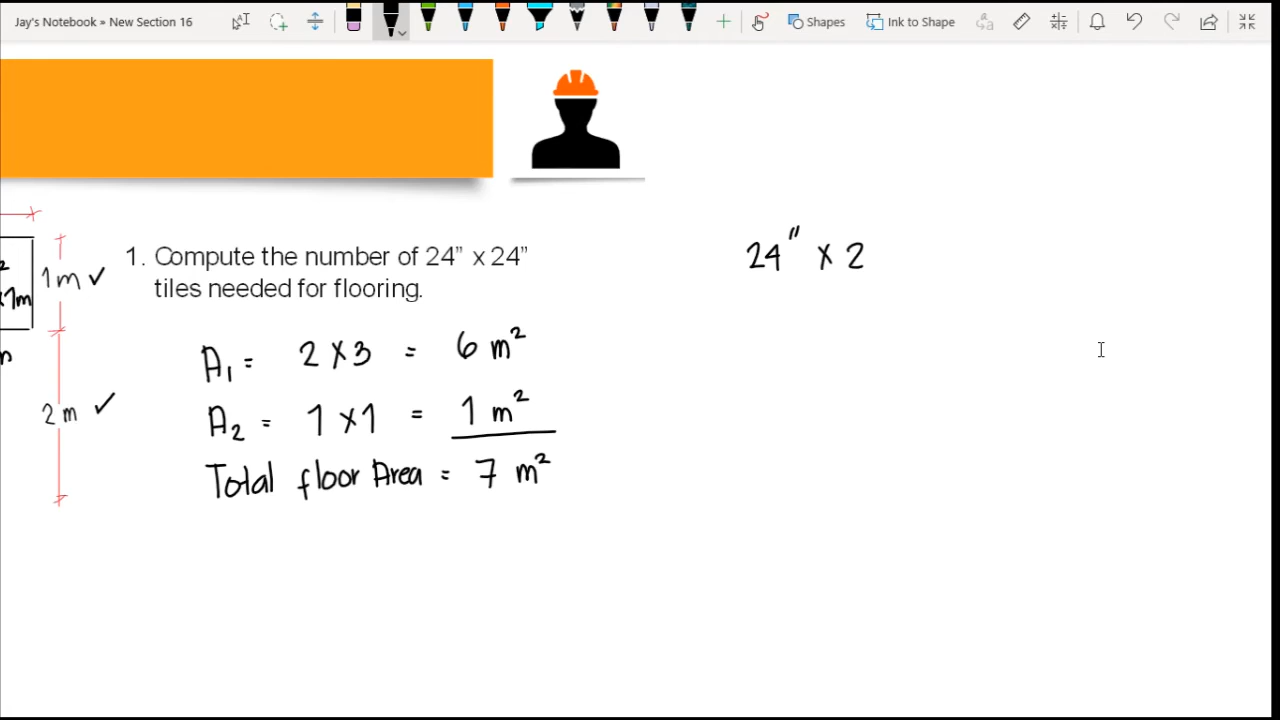 Jay's Notebook » New Section 16
Shapes
Ink to Shape
1m ✓
2m ✓
1. Compute the number of 24" x 24"
tiles needed for flooring.
A₁ = 2 x 3 = 6 m²
A₂ = 1 x 1 = 1 m²
Total floor Area = 7 m²
24" x 2